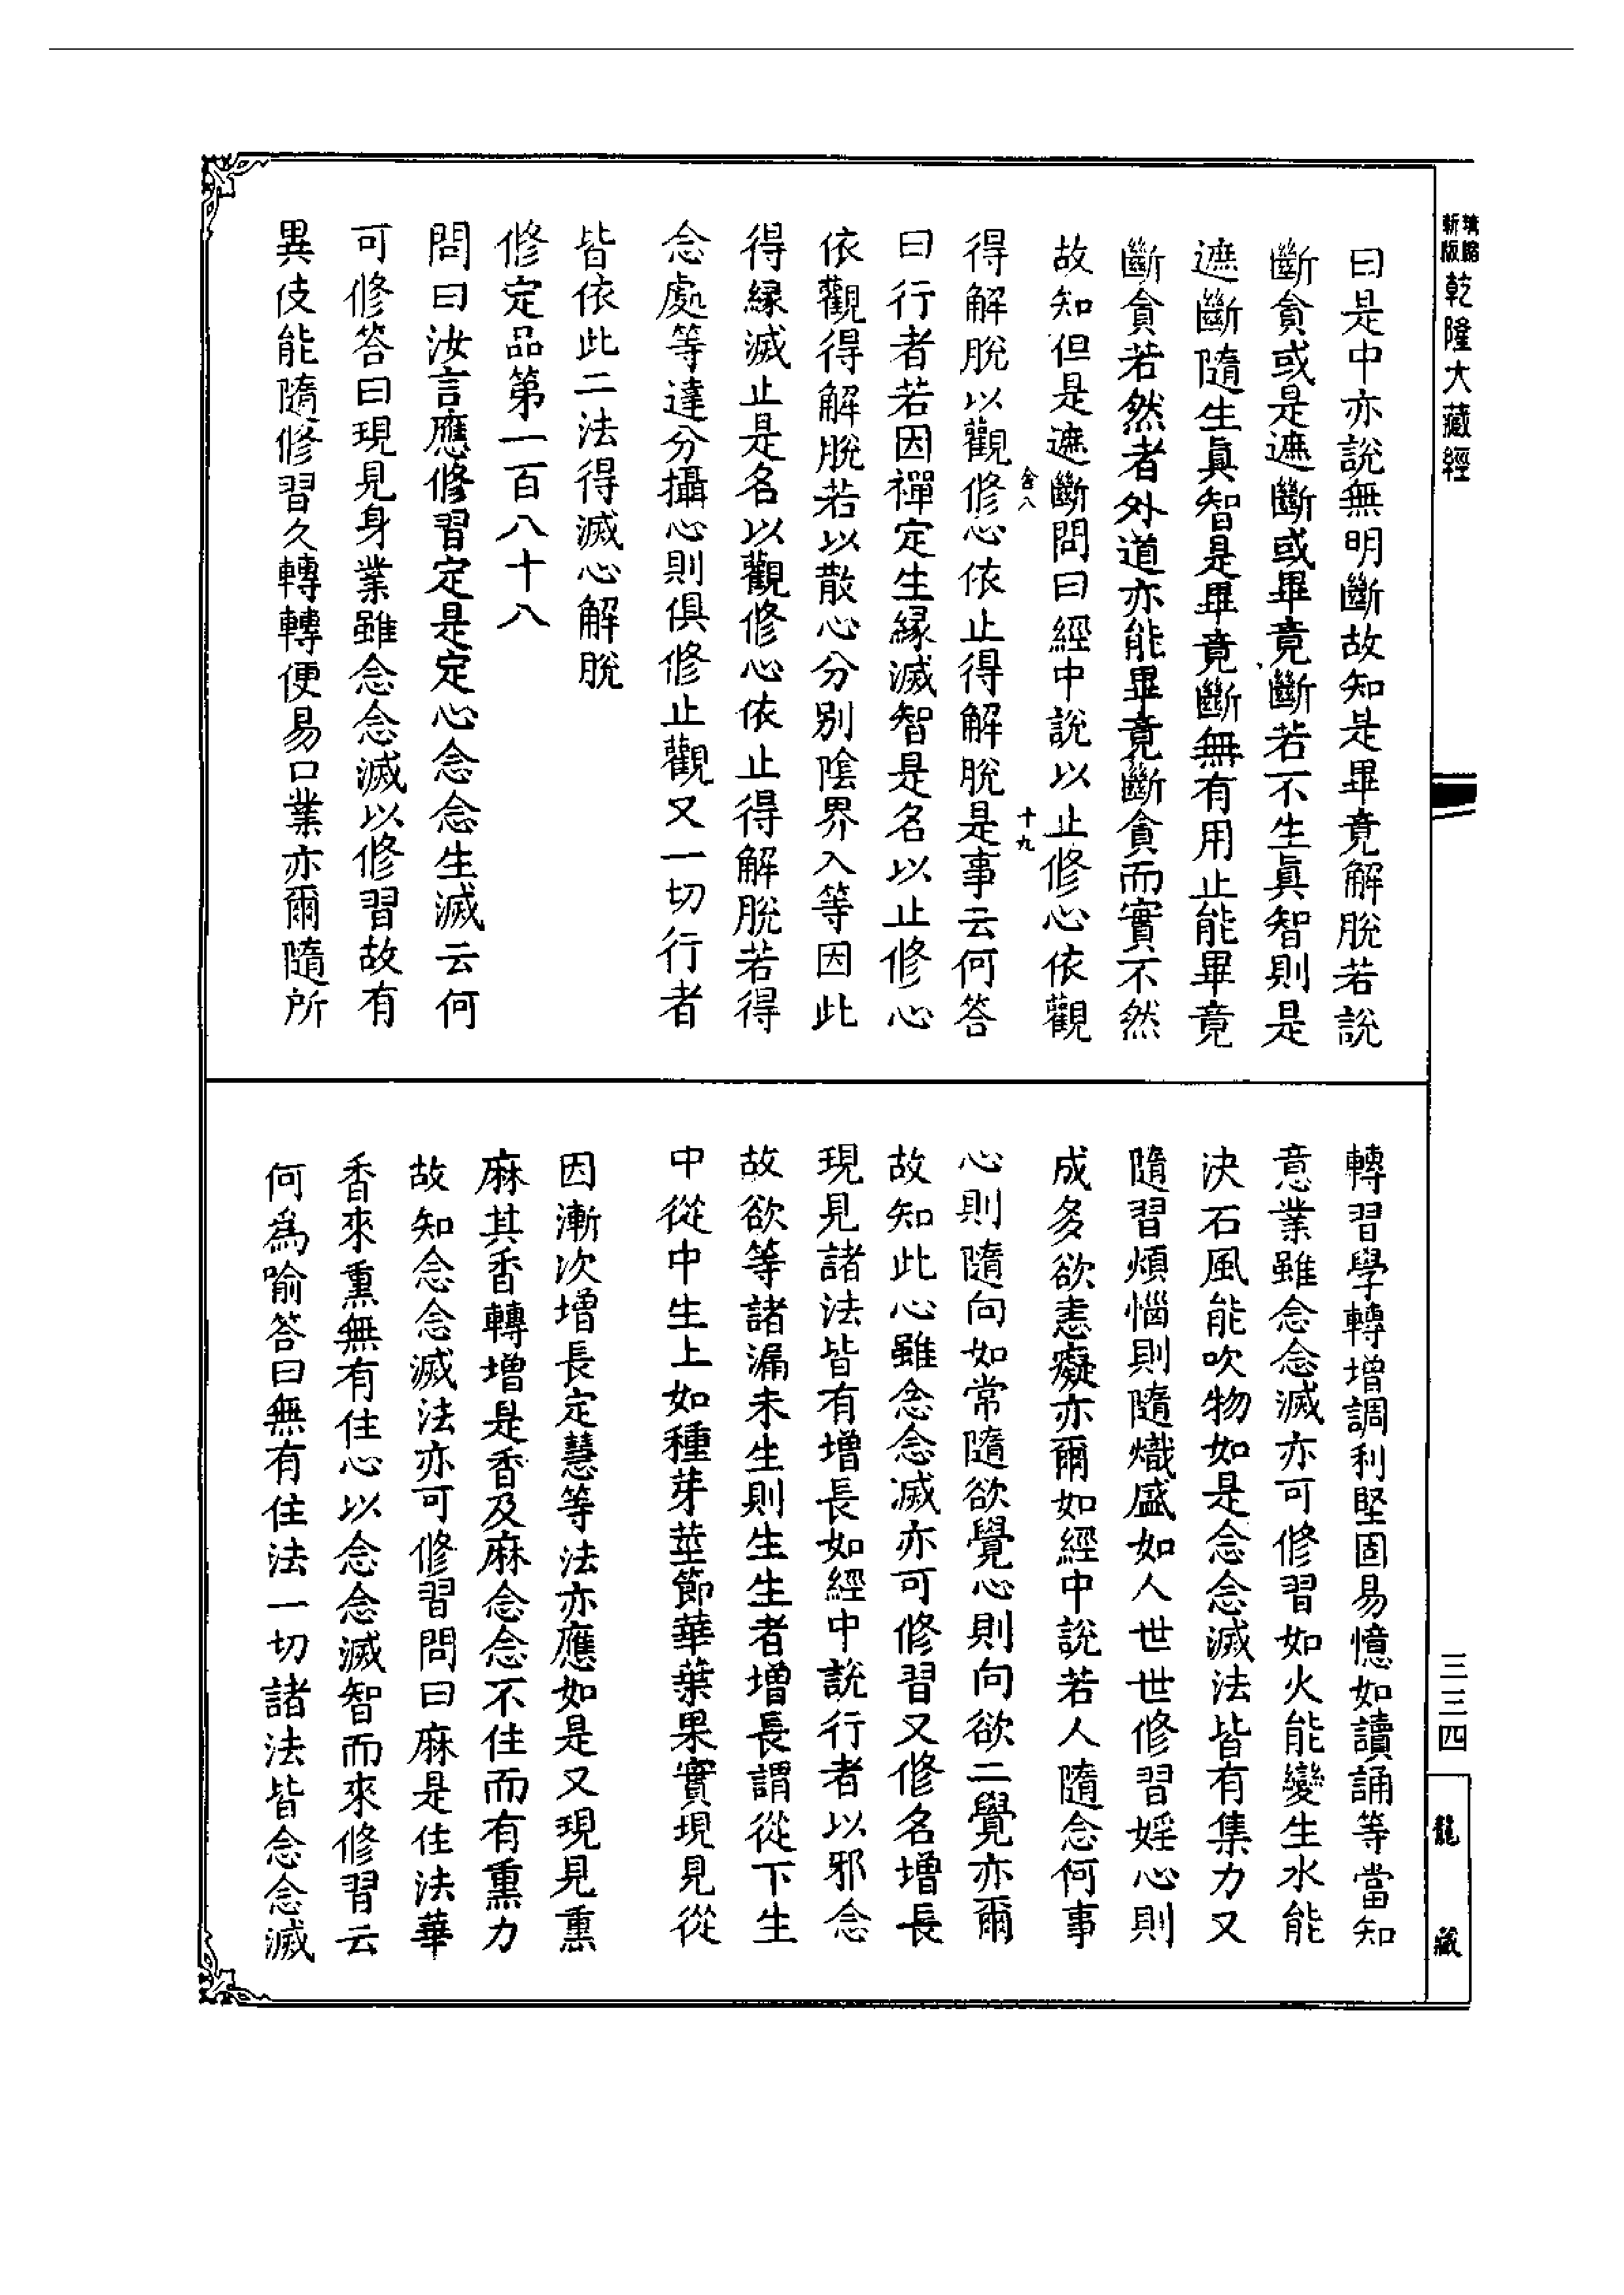 新版 精縮 乾隆大藏經
曰是中亦說無明斷故知是畢竟解脫若說
斷貪或是遮斷或畢竟斷若不生眞智則是
遮斷隨生眞智是畢竟斷無有用止能畢竟
斷貪若然者外道亦能畢竟斷貪而實不然
故知但是遮斷問曰經中說以止修心依觀
含八 十九
得解脫以觀修心依止得解脫是事云何答
曰行者若因禪定生緣滅智是名以止修心
依觀得解脫若以散心分別陰界入等因此
得緣滅止是名以觀修心依止得解脫若得
念處等達分攝心則俱修止觀又一切行者
皆依此二法得滅心解脫
修定品第一百八十八
問曰汝言應修習定是定心念念生滅云何
可修答曰現見身業雖念念滅以修習故有
異伎能隨修習久轉轉便易口業亦爾隨所
轉習學轉增調利堅固易憶如讀誦等當知
意業雖念念滅亦可修習如火能變生水能
決石風能吹物如是念念滅法皆有集力又
隨習煩惱則隨熾盛如人世世修習婬心則
成多欲恚癡亦爾如經中說若人隨念何事
心則隨向如常隨欲覺心則向欲二覺亦爾
故知此心雖念念滅亦可修習又修名增長
現見諸法皆有增長如經中說行者以邪念
故欲等諸漏未生則生生者增長謂從下生
中從中生上如種芽莖節華葉果實現見從
因漸次增長定慧等法亦應如是又現見熏
麻其香轉增是香及麻念念不住而有熏力
故知念念滅法亦可修習問曰麻是住法華
香來熏無有住心以念念滅智而來修習云
何爲喻答曰無有住法一切諸法皆念念滅
三三四
龍藏